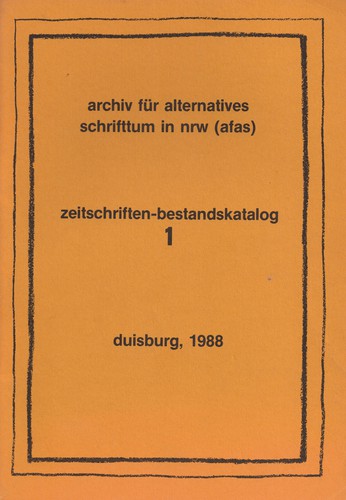 archiv für alternatives
schrifttum in nrw (afas)
zeitschriften-bestandskatalog
1
duisburg, 1988